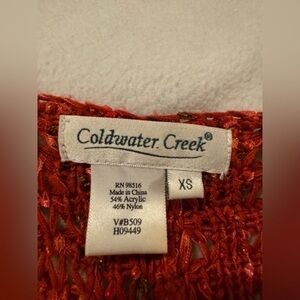 Coldwater Creek®
XS
RN 98516
Made in China
54% Acrylic
46% Nylon
V#B509
H09449